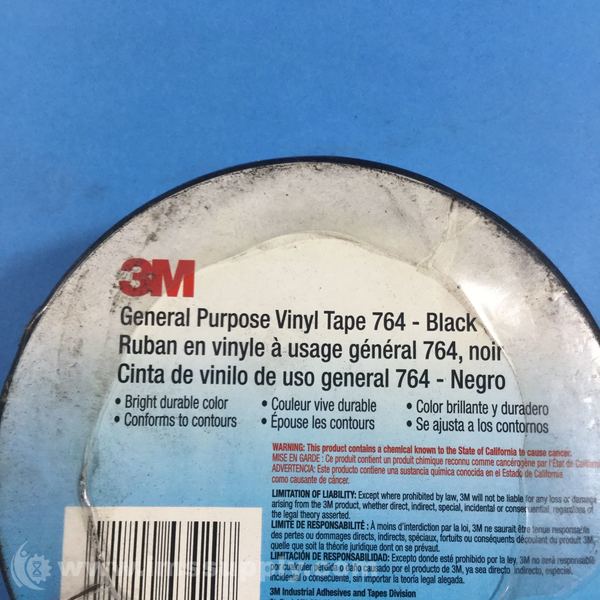 3M
General Purpose Vinyl Tape 764 - Black
Ruban en vinyle à usage général 764, noir
Cinta de vinilo de uso general 764 - Negro
• Bright durable color • Couleur vive durable • Color brillante y duradero
• Conforms to contours • Épouse les contours • Se ajusta a los contornos
WARNING: This product contains a chemical known to the State of California to cause cancer.
MISE EN GARDE : Ce produit contient un produit chimique reconnu comme cancérogène par l'État de Californie
ADVERTENCIA: Este producto contiene una sustancia química conocida en el Estado de California
como causante de cáncer.
LIMITATION OF LIABILITY: Except where prohibited by law, 3M will not be liable for any loss or damage
arising from the 3M product, whether direct, indirect, special, incidental or consequential, regardless of
the legal theory asserted.
LIMITE DE RESPONSABILITÉ : À moins d'interdiction par la loi, 3M ne saurait être tenue responsable
des pertes ou dommages directs, indirects, spéciaux, fortuits ou conséquents découlant du produit 3M,
quelle que soit la théorie juridique dont on se prévaut.
LIMITACIÓN DE RESPONSABILIDAD: Excepto donde esté prohibido por la ley, 3M no será responsable
por cualquier pérdida o daño causado por el producto de 3M, ya sea directo, indirecto, especial,
incidental o consecuente, sin importar la teoría legal alegada.
3M Industrial Adhesives and Tapes Division